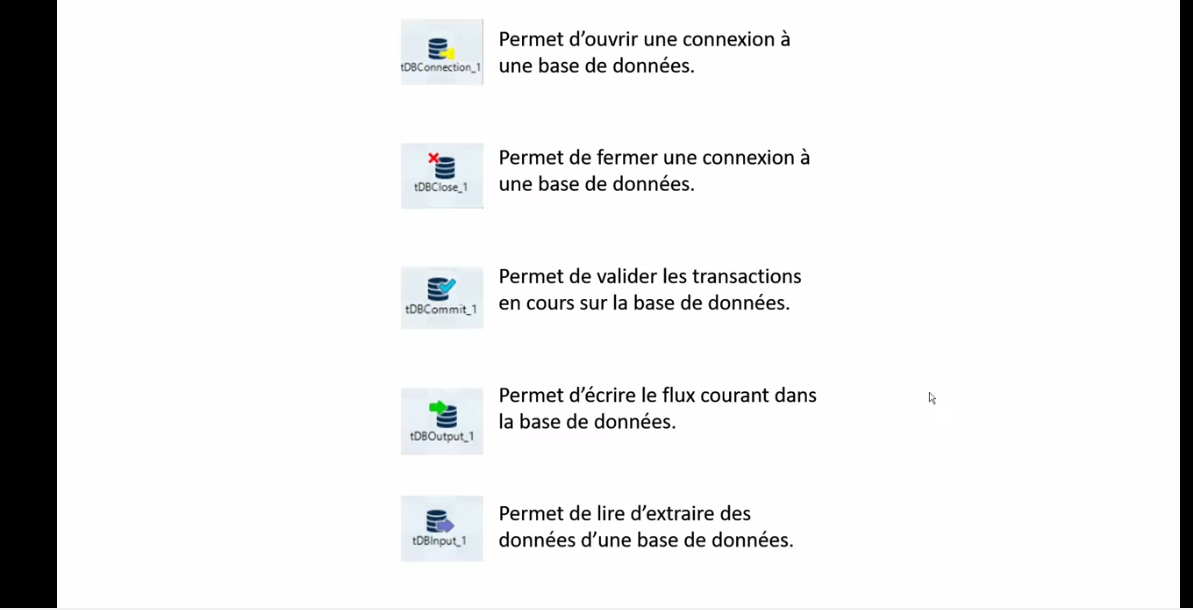 tDBConnection_1
Permet d’ouvrir une connexion à
une base de données.
tDBClose_1
Permet de fermer une connexion à
une base de données.
tDBCommit_1
Permet de valider les transactions
en cours sur la base de données.
tDBOutput_1
Permet d’écrire le flux courant dans
la base de données.
tDBInput_1
Permet de lire d’extraire des
données d’une base de données.